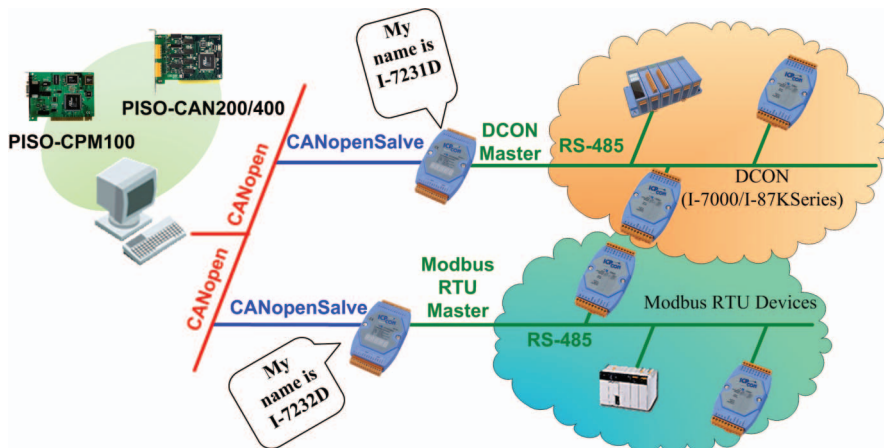 PISO-CAN200/400
PISO-CPM100
My
name is
I-7231D
CANopen
CANopen
CANopenSalve
DCON
Master
RS-485
DCON
(I-7000/I-87KSeries)
CANopenSalve
Modbus
RTU
Master
RS-485
Modbus RTU Devices
My
name is
I-7232D